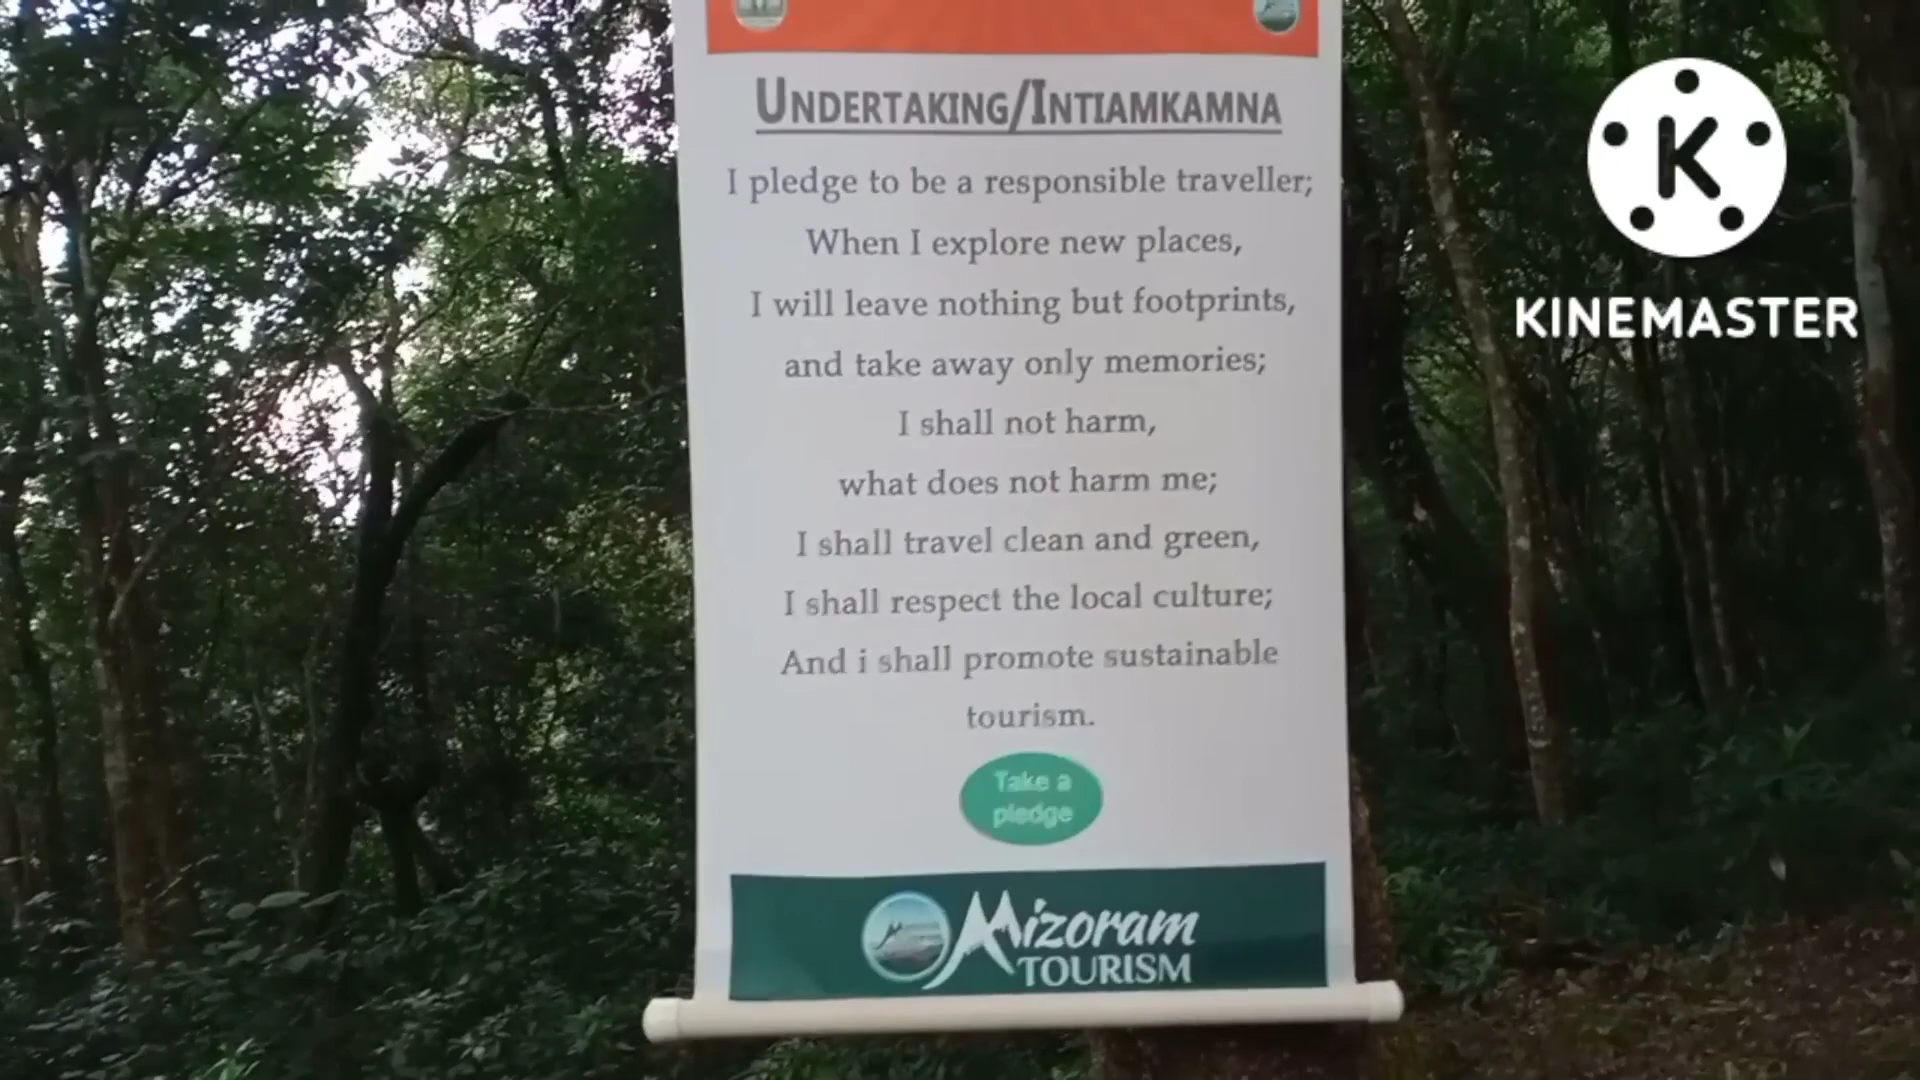 UNDERTAKING/INTIAMKAMNA
I pledge to be a responsible traveller;
When I explore new places,
I will leave nothing but footprints,
and take away only memories;
I shall not harm,
what does not harm me;
I shall travel clean and green,
I shall respect the local culture;
And i shall promote sustainable
tourism.
Take a
pledge
Mizoram
TOURISM
K
KINEMASTER